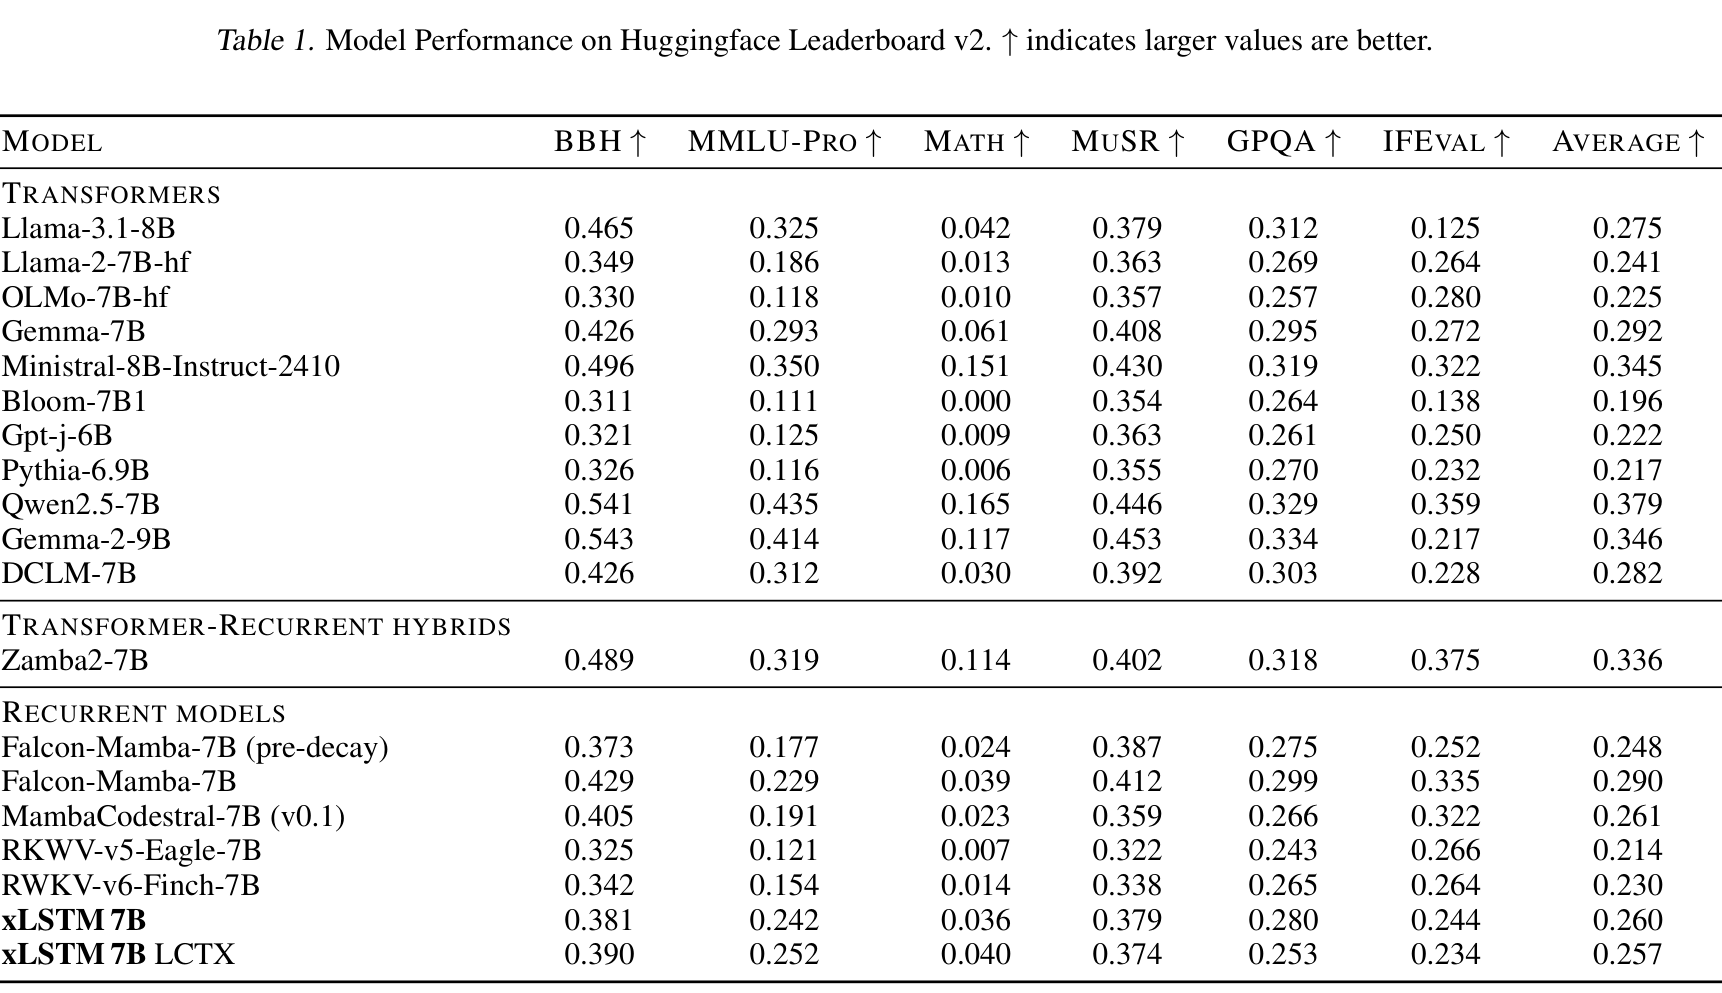 Table 1. Model Performance on Huggingface Leaderboard v2. ↑ indicates larger values are better.
MODEL BBH ↑ MMLU-PRO ↑ MATH ↑ MUSR ↑ GPQA ↑ IFEVAL ↑ AVERAGE ↑
TRANSFORMERS
Llama-3.1-8B 0.465 0.325 0.042 0.379 0.312 0.125 0.275
Llama-2-7B-hf 0.349 0.186 0.013 0.363 0.269 0.264 0.241
OLMo-7B-hf 0.330 0.118 0.010 0.357 0.257 0.280 0.225
Gemma-7B 0.426 0.293 0.061 0.408 0.295 0.272 0.292
Ministral-8B-Instruct-2410 0.496 0.350 0.151 0.430 0.319 0.322 0.345
Bloom-7B1 0.311 0.111 0.000 0.354 0.264 0.138 0.196
Gpt-j-6B 0.321 0.125 0.009 0.363 0.261 0.250 0.222
Pythia-6.9B 0.326 0.116 0.006 0.355 0.270 0.232 0.217
Qwen2.5-7B 0.541 0.435 0.165 0.446 0.329 0.359 0.379
Gemma-2-9B 0.543 0.414 0.117 0.453 0.334 0.217 0.346
DCLM-7B 0.426 0.312 0.030 0.392 0.303 0.228 0.282
TRANSFORMER-RECURRENT HYBRIDS
Zamba2-7B 0.489 0.319 0.114 0.402 0.318 0.375 0.336
RECURRENT MODELS
Falcon-Mamba-7B (pre-decay) 0.373 0.177 0.024 0.387 0.275 0.252 0.248
Falcon-Mamba-7B 0.429 0.229 0.039 0.412 0.299 0.335 0.290
MambaCodestral-7B (v0.1) 0.405 0.191 0.023 0.359 0.266 0.322 0.261
RKWV-v5-Eagle-7B 0.325 0.121 0.007 0.322 0.243 0.266 0.214
RWKV-v6-Finch-7B 0.342 0.154 0.014 0.338 0.265 0.264 0.230
xLSTM 7B 0.381 0.242 0.036 0.379 0.280 0.244 0.260
xLSTM 7B LCTX 0.390 0.252 0.040 0.374 0.253 0.234 0.257